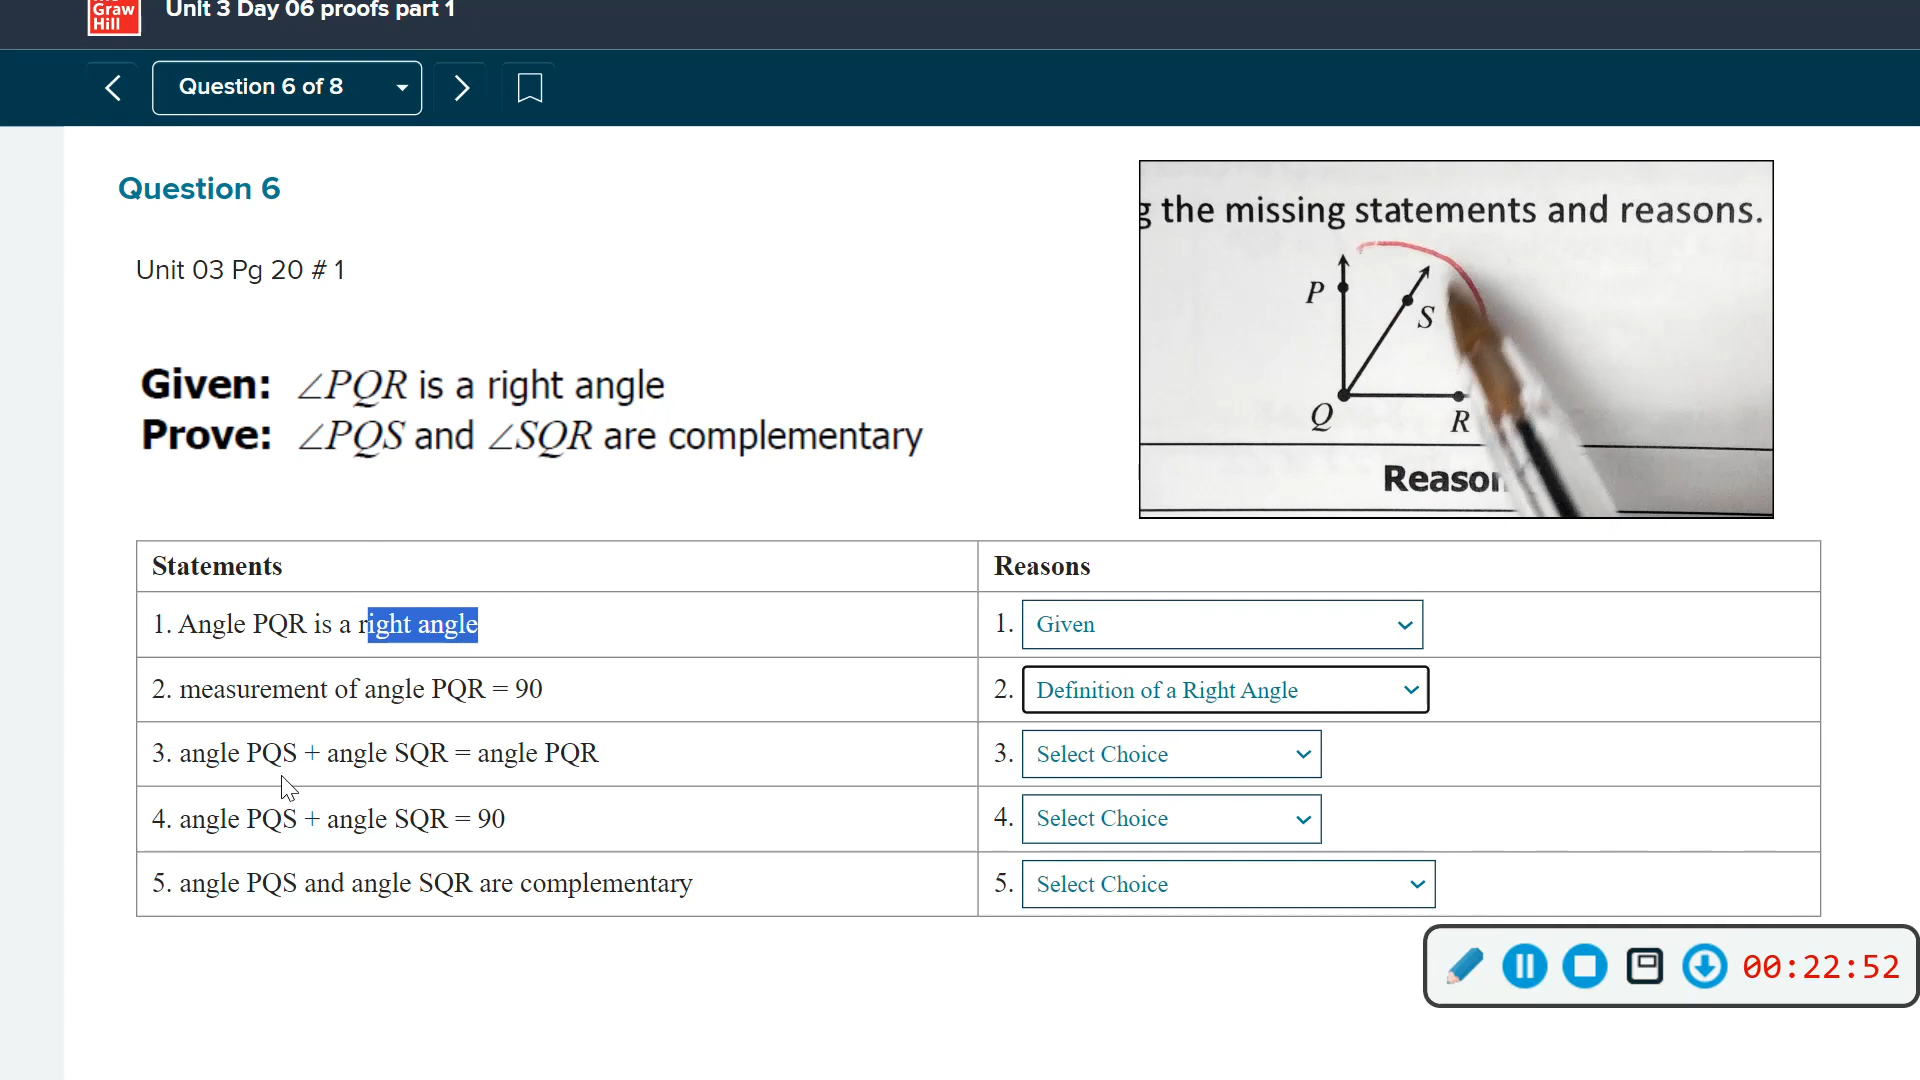 Graw
Hill
Unit 3 Day 06 proofs part 1
Question 6 of 8
Question 6
Unit 03 Pg 20 # 1
Given: ∠PQR is a right angle
Prove: ∠PQS and ∠SQR are complementary
g the missing statements and reasons.
P
S
Q
R
Reason
Statements
Reasons
1. Angle PQR is a right angle
1. Given
2. measurement of angle PQR = 90
2. Definition of a Right Angle
3. angle PQS + angle SQR = angle PQR
3. Select Choice
4. angle PQS + angle SQR = 90
4. Select Choice
5. angle PQS and angle SQR are complementary
5. Select Choice
00:22:52